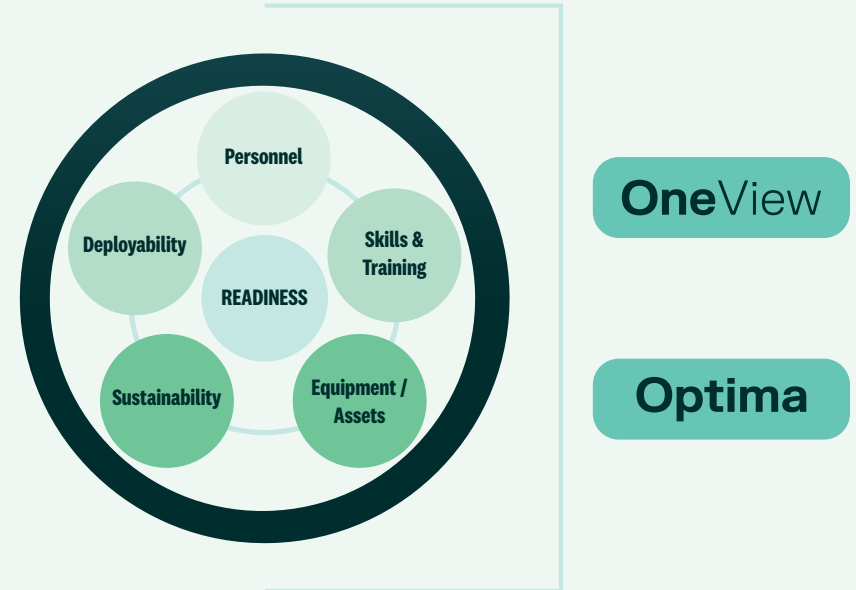 Personnel
Deployability
Skills &
Training
READINESS
Sustainability
Equipment /
Assets
OneView
Optima